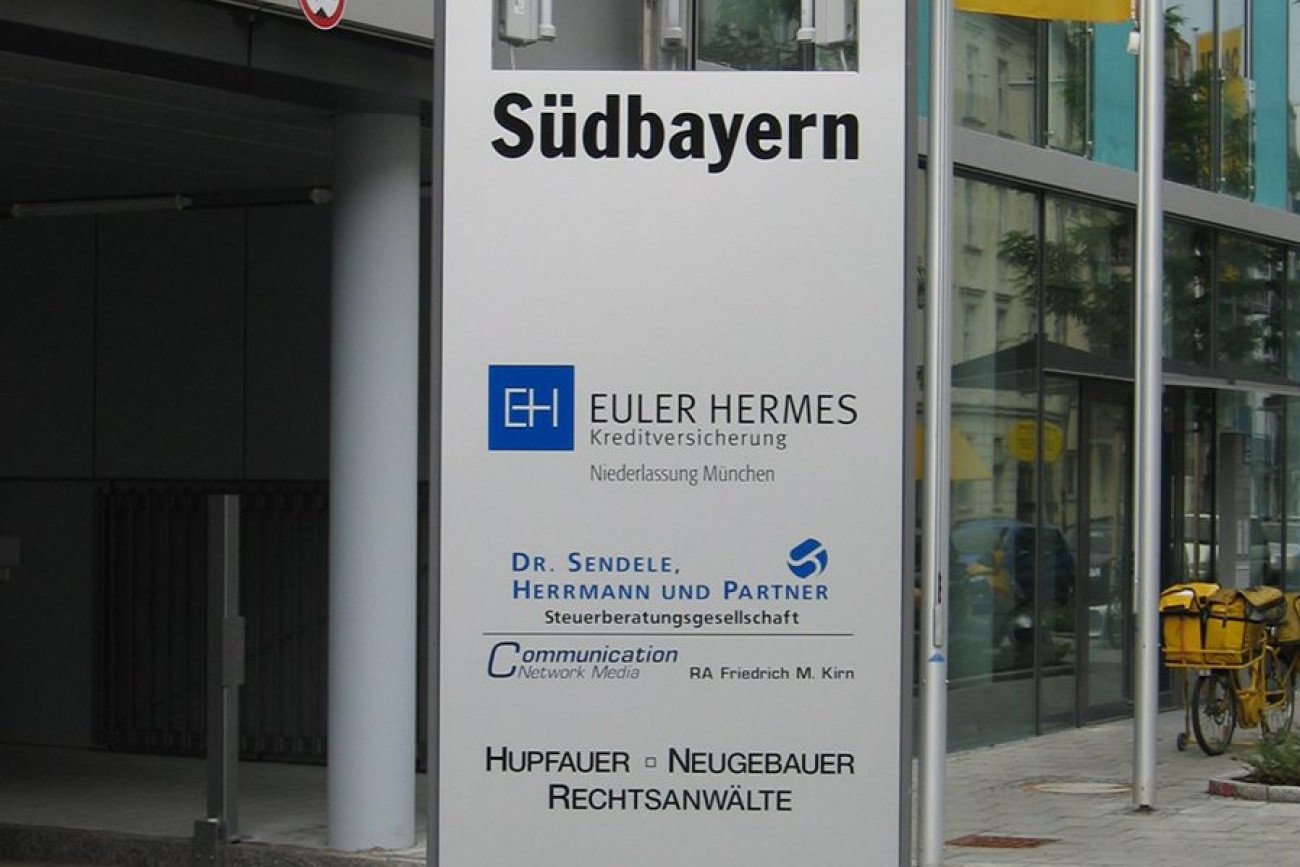 Südbayern
EH EULER HERMES
Kreditversicherung
Niederlassung München
DR. SENDELE,
HERRMANN UND PARTNER
Steuerberatungsgesellschaft
Communication
Network Media RA Friedrich M. Kirn
HUPFAUER NEUGEBAUER
RECHTSANWÄLTE